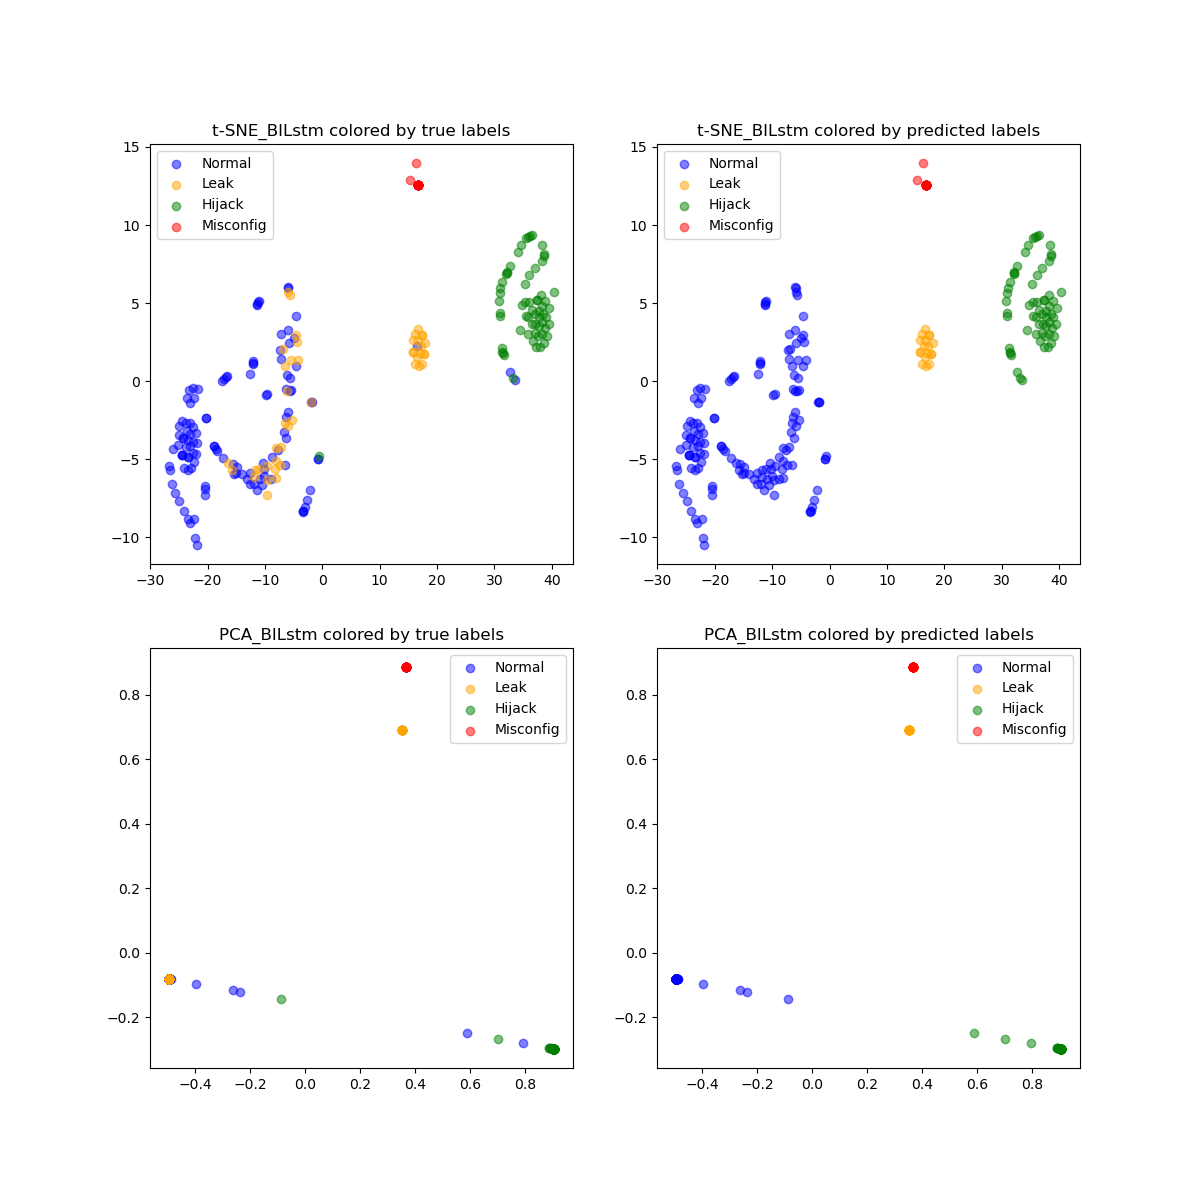 t-SNE_BILstm colored by true labels
15
10
5
0
−5
−10
−30
−20
−10
0
10
20
30
40
Normal
Leak
Hijack
Misconfig
t-SNE_BILstm colored by predicted labels
15
10
5
0
−5
−10
−30
−20
−10
0
10
20
30
40
Normal
Leak
Hijack
Misconfig
PCA_BILstm colored by true labels
0.8
0.6
0.4
0.2
0.0
−0.2
−0.4
−0.2
0.0
0.2
0.4
0.6
0.8
Normal
Leak
Hijack
Misconfig
PCA_BILstm colored by predicted labels
0.8
0.6
0.4
0.2
0.0
−0.2
−0.4
−0.2
0.0
0.2
0.4
0.6
0.8
Normal
Leak
Hijack
Misconfig